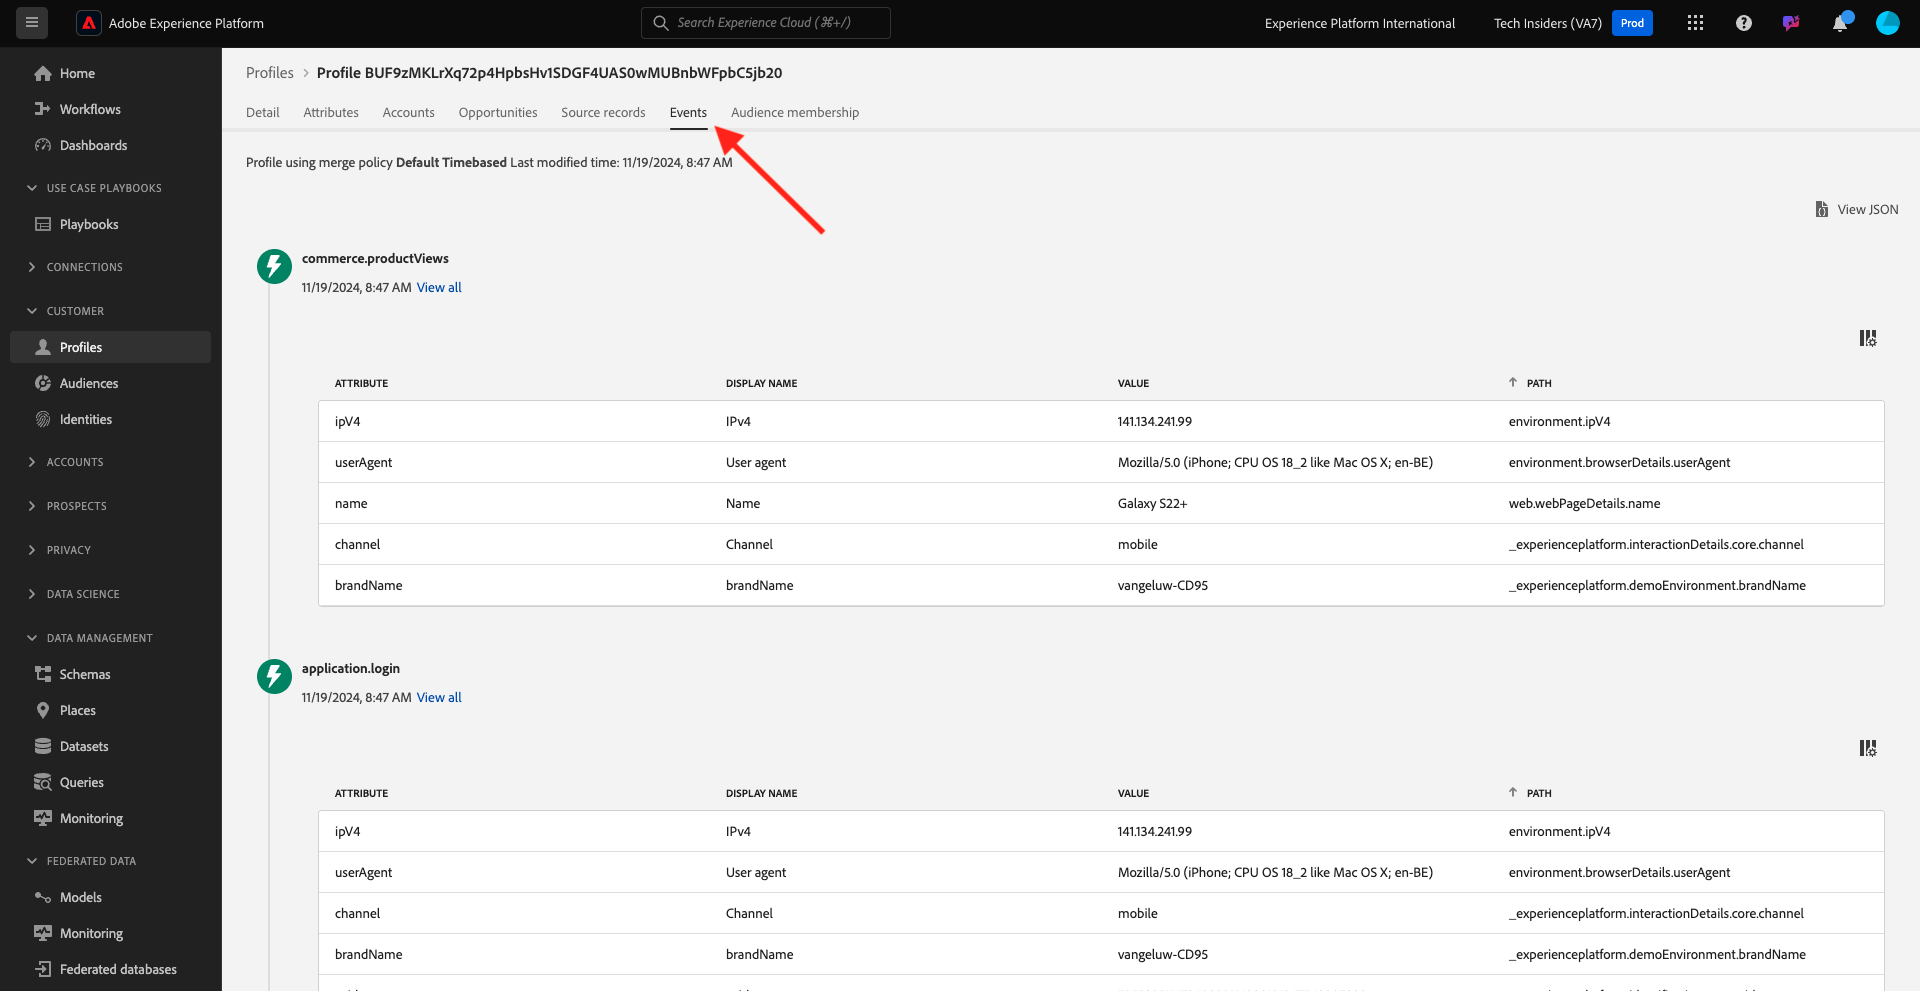 Adobe Experience Platform
Search Experience Cloud (⌘+/)
Experience Platform International
Tech Insiders (VA7)
Prod
Home
Workflows
Dashboards
USE CASE PLAYBOOKS
Playbooks
CONNECTIONS
CUSTOMER
Profiles
Audiences
Identities
ACCOUNTS
PROSPECTS
PRIVACY
DATA SCIENCE
DATA MANAGEMENT
Schemas
Places
Datasets
Queries
Monitoring
FEDERATED DATA
Models
Monitoring
Federated databases
Profiles > Profile BUF9zMKLrXq72p4HpbsHv1SDGF4UAS0wMUBnbWFpbC5jb20
Detail Attributes Accounts Opportunities Source records Events Audience membership
Profile using merge policy Default Timebased Last modified time: 11/19/2024, 8:47 AM
View JSON
commerce.productViews
11/19/2024, 8:47 AM View all
ATTRIBUTE DISPLAY NAME VALUE PATH
ipV4 IPv4 141.134.241.99 environment.ipV4
userAgent User agent Mozilla/5.0 (iPhone; CPU OS 18_2 like Mac OS X; en-BE) environment.browserDetails.userAgent
name Name Galaxy S22+ web.webPageDetails.name
channel Channel mobile _experienceplatform.interactionDetails.core.channel
brandName brandName vangeluw-CD95 _experienceplatform.demoEnvironment.brandName
application.login
11/19/2024, 8:47 AM View all
ATTRIBUTE DISPLAY NAME VALUE PATH
ipV4 IPv4 141.134.241.99 environment.ipV4
userAgent User agent Mozilla/5.0 (iPhone; CPU OS 18_2 like Mac OS X; en-BE) environment.browserDetails.userAgent
channel Channel mobile _experienceplatform.interactionDetails.core.channel
brandName brandName vangeluw-CD95 _experienceplatform.demoEnvironment.brandName